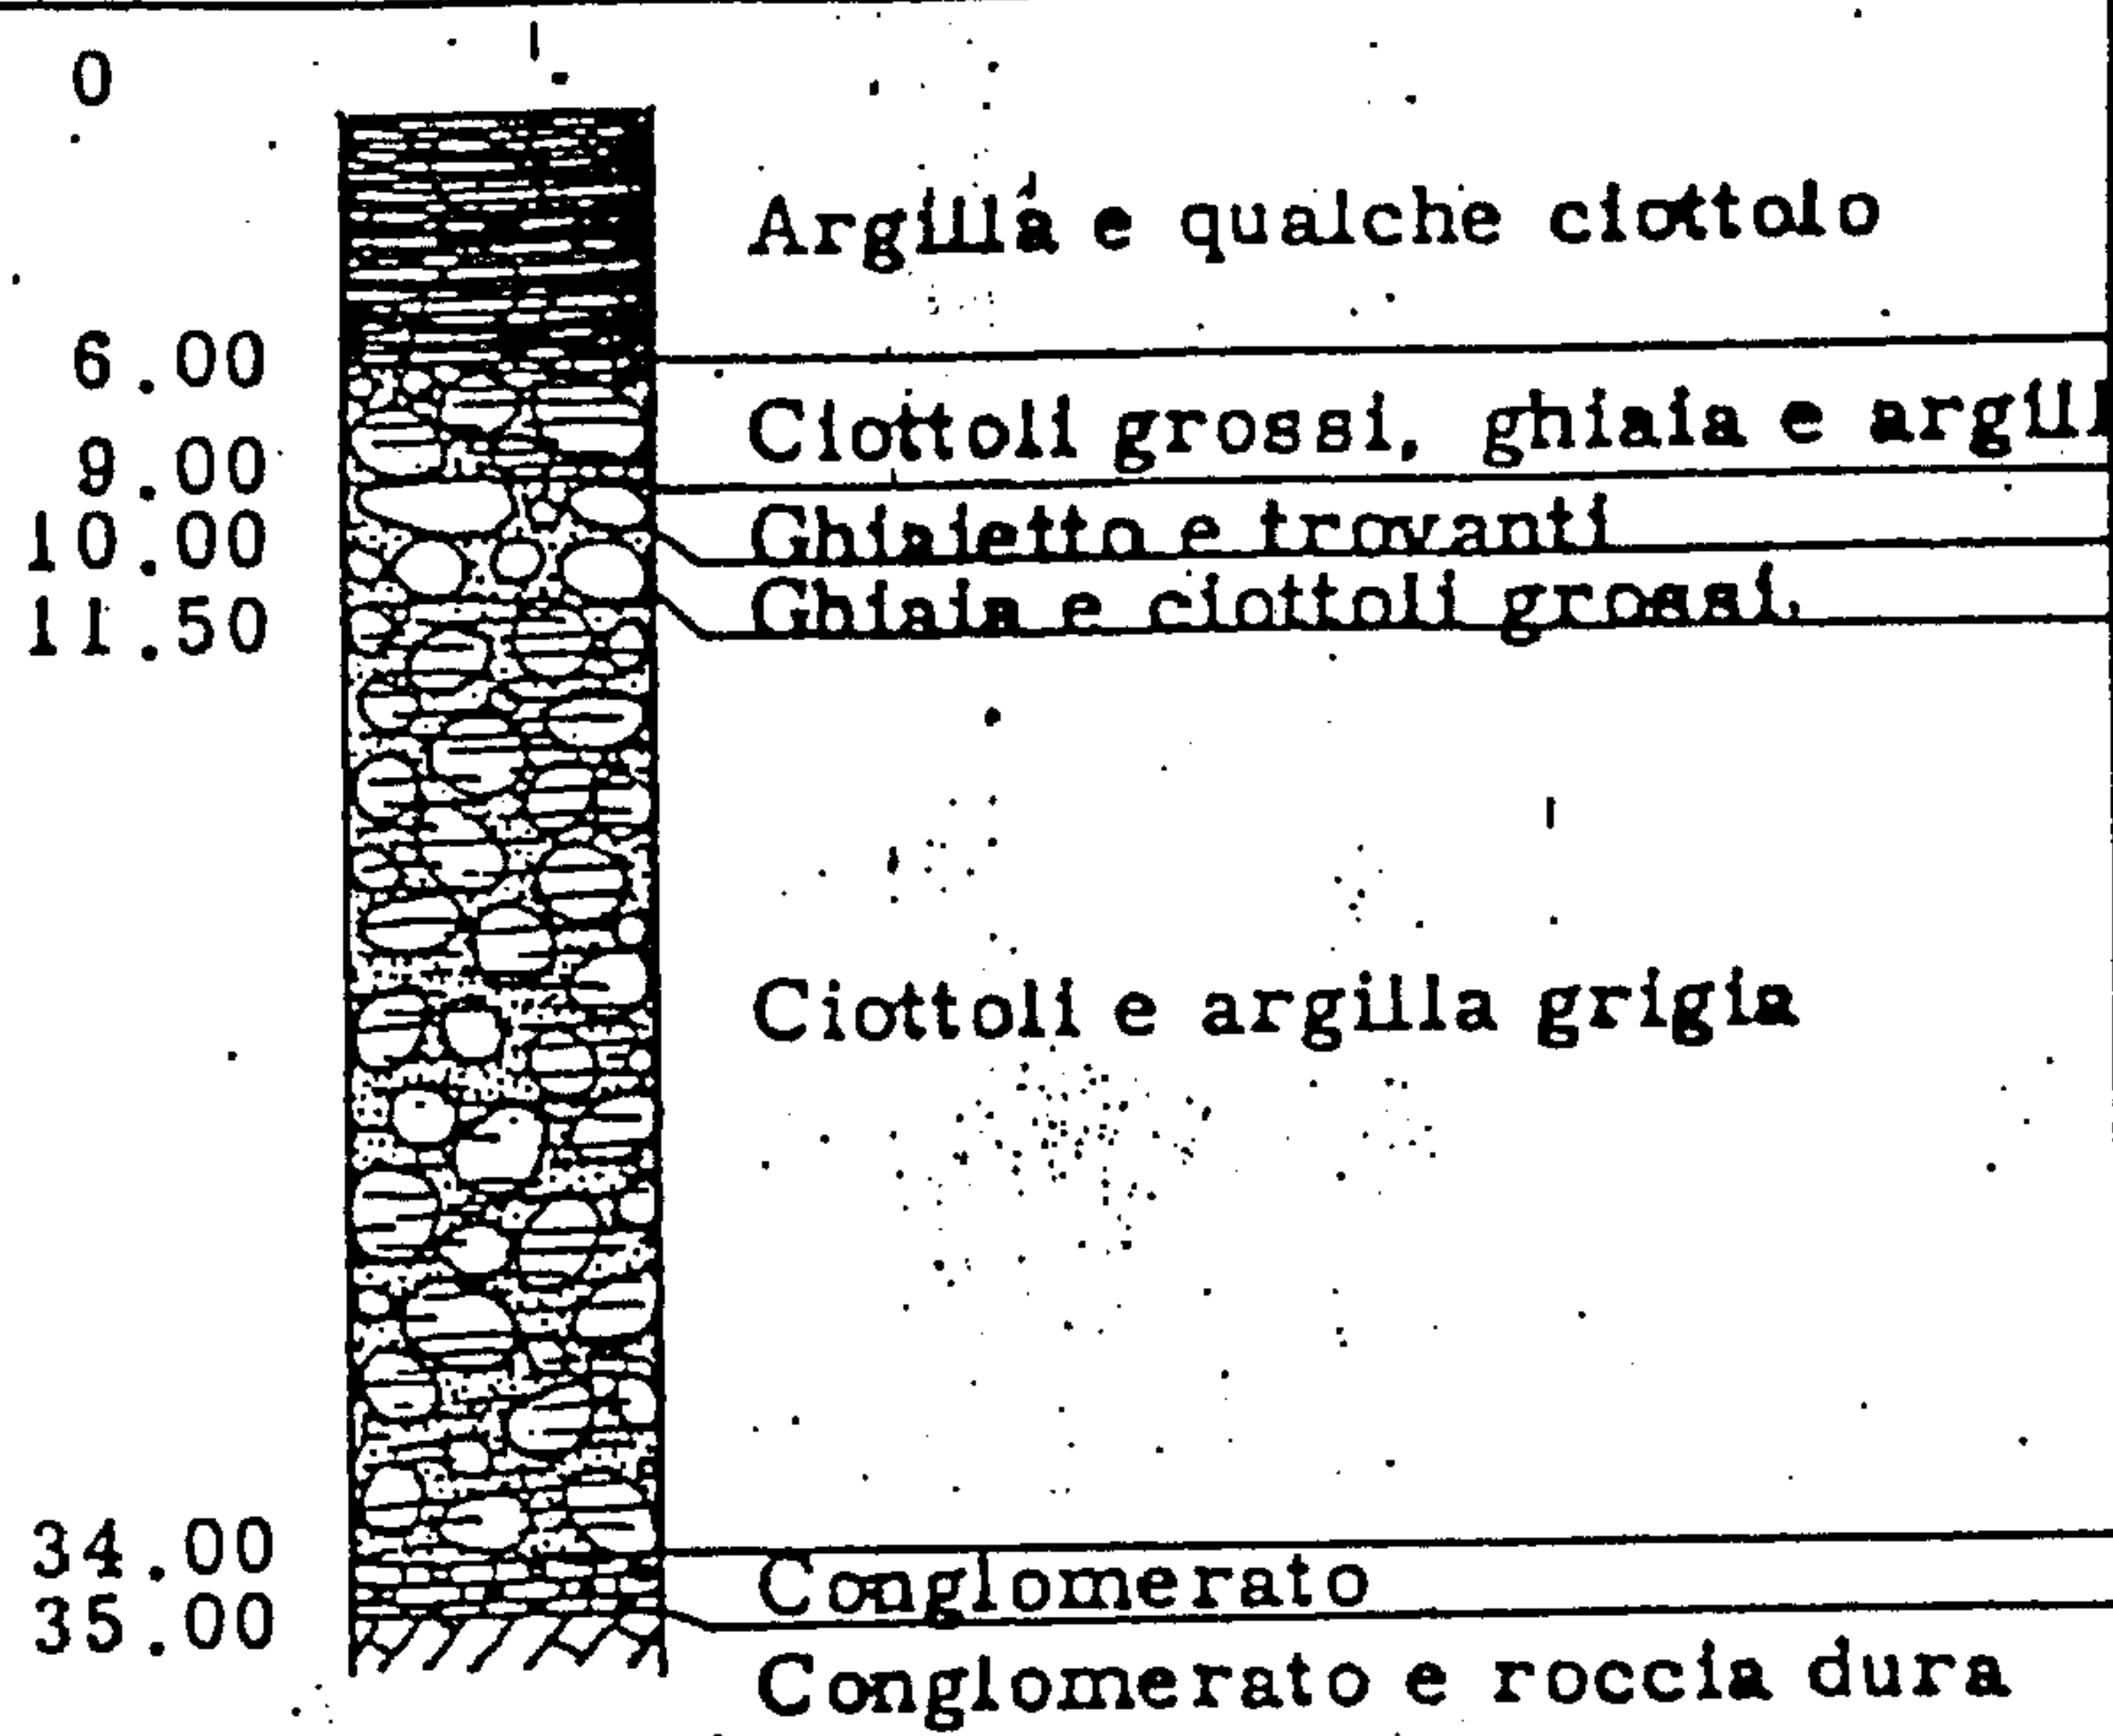 0
Argilla e qualche ciottolo
6.00
Ciottoli grossi, ghiaia e argill
9.00
Ghiaietto e trovanti
10.00
Ghiaia e ciottoli grossi.
11.50
Ciottoli e argilla grigia
34.00
Conglomerato
35.00
Conglomerato e roccia dura